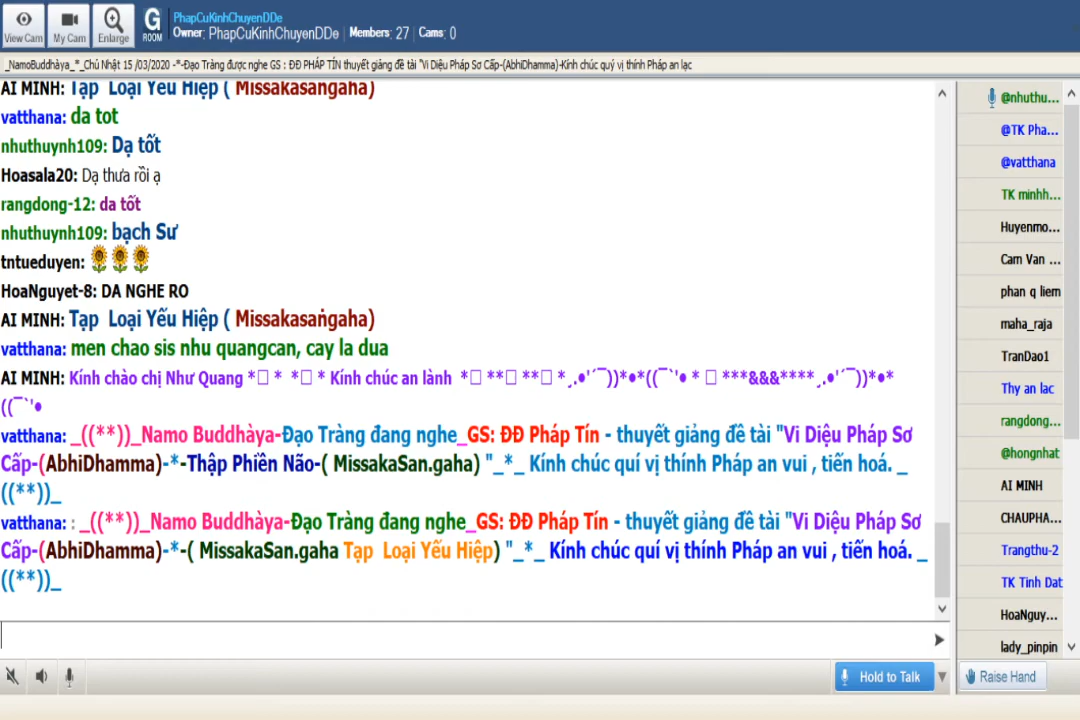 View Cam
My Cam
Enlarge
G
ROOM
PhapCuKinhChuyenDDe
Owner: PhapCuKinhChuyenDDe | Members: 27 | Cams: 0
_NamoBuddhàya_*_Chủ Nhật 15 /03/2020 -*-Đạo Tràng được nghe GS : ĐĐ PHÁP TÍN thuyết giảng đề tài "Vi Diệu Pháp Sơ Cấp-(AbhiDhamma)-Kính chúc quý vị thính Pháp an lạc
AI MINH: Tạp Loại Yếu Hiệp ( Missakasaṅgaha)
vatthana: da tot
nhuthuynh109: Dạ tốt
Hoasala20: Dạ thưa rồi ạ
rangdong-12: da tốt
nhuthuynh109: bạch Sư
tntueduyen:
HoaNguyet-8: DA NGHE RO
AI MINH: Tạp Loại Yếu Hiệp ( Missakasaṅgaha)
vatthana: men chao sis nhu quangcan, cay la dua
AI MINH: Kính chào chị Như Quang *□ * *□ * Kính chúc an lành *□ **□ **□ *¸.•'´¯))*•*((¯`'• * □ ***&&&****¸.•'´¯))*•*
((¯`'•
vatthana: _((**))_Namo Buddhàya-Đạo Tràng đang nghe_GS: ĐĐ Pháp Tín - thuyết giảng đề tài "Vi Diệu Pháp Sơ
Cấp-(AbhiDhamma)-*-Thập Phiền Não-( MissakaSan.gaha) "_*_ Kính chúc quí vị thính Pháp an vui , tiến hoá. _
((**))_
vatthana: : _((**))_Namo Buddhàya-Đạo Tràng đang nghe_GS: ĐĐ Pháp Tín - thuyết giảng đề tài "Vi Diệu Pháp Sơ
Cấp-(AbhiDhamma)-*-( MissakaSan.gaha Tạp Loại Yếu Hiệp) "_*_ Kính chúc quí vị thính Pháp an vui , tiến hoá. _
((**))_
@nhuthu...
@TK Pha...
@vatthana
TK minhh...
Huyenmo...
Cam Van ...
phan q liem
maha_raja
TranDao1
Thy an lac
rangdong...
@hongnhat
AI MINH
CHAUPHA...
Trangthu-2
TK Tinh Dat
HoaNguy...
lady_pinpin
Hold to Talk
Raise Hand